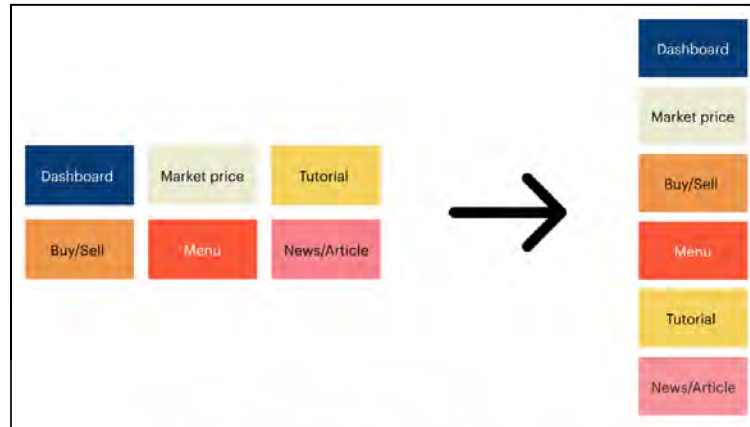 Dashboard Market price Tutorial
Buy/Sell Menu News/Article
Dashboard
Market price
Buy/Sell
Menu
Tutorial
News/Article